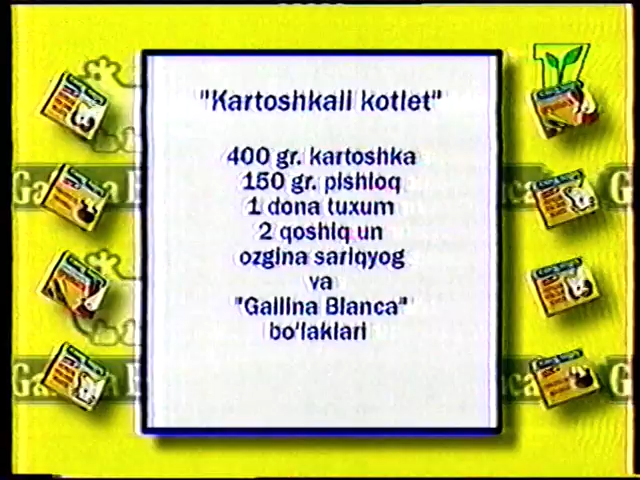 "Kartoshkali kotlet"
400 gr. kartoshka
150 gr. pishloq
1 dona tuxum
2 qoshiq un
ozgina sariqyog
va
"Gallina Blanca"
bo'laklari